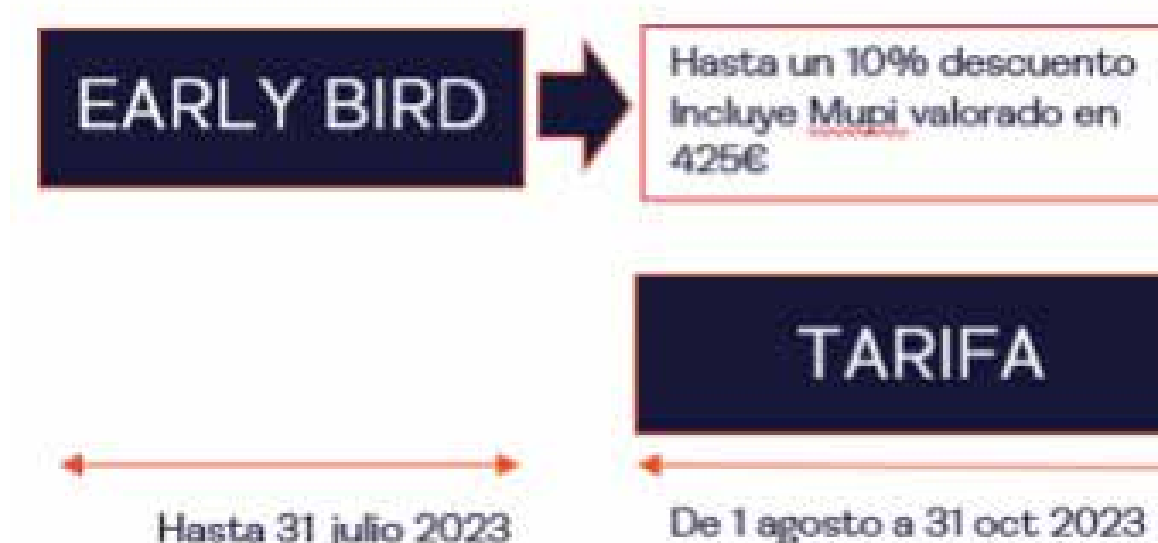 EARLY BIRD
Hasta un 10% descuento
Incluye Mupi valorado en
425€
TARIFA
Hasta 31 julio 2023
De 1 agosto a 31 oct 2023